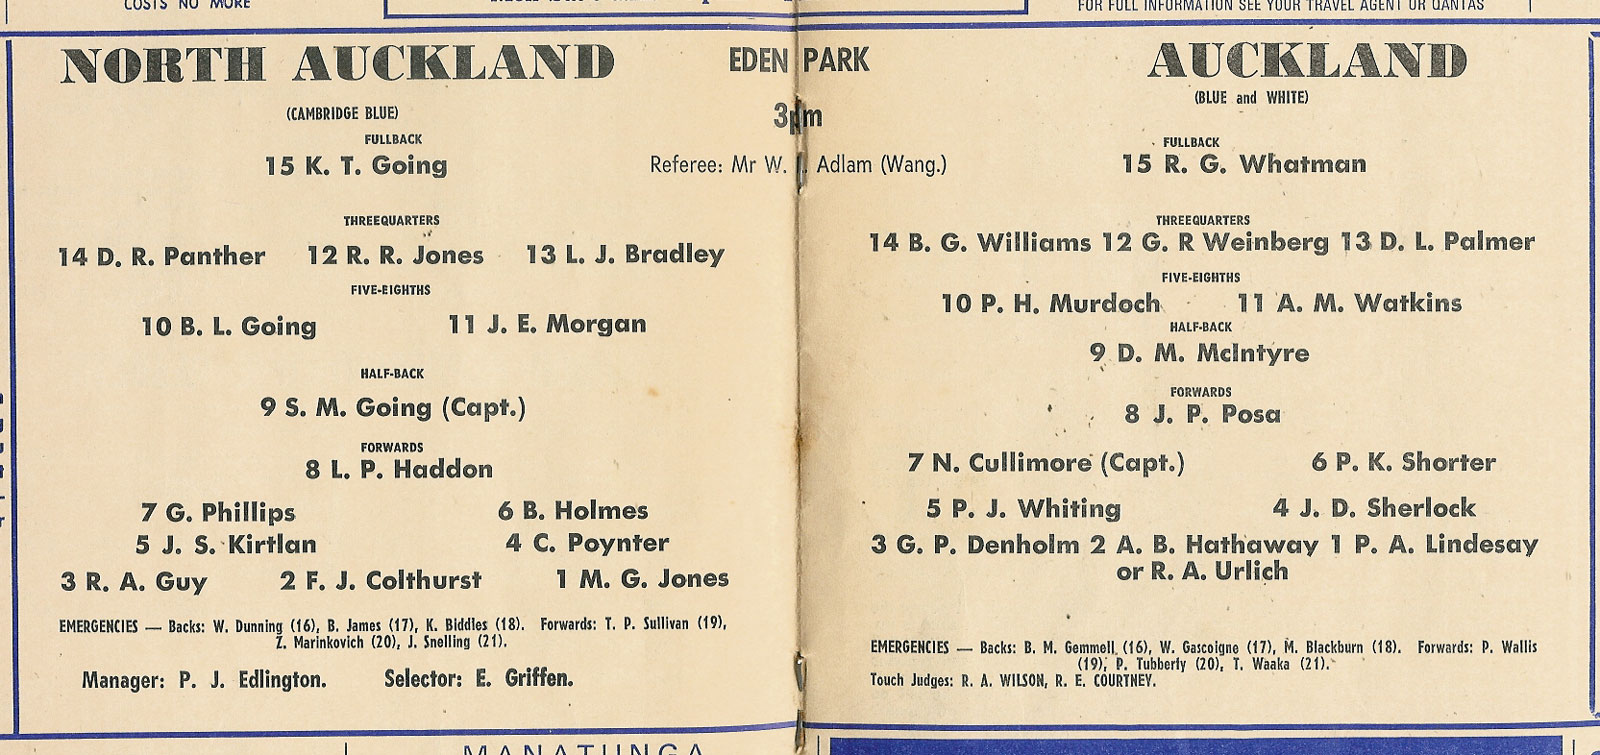 COSTS NO MORE
FOR FULL INFORMATION SEE YOUR TRAVEL AGENT OR QANTAS
NORTH AUCKLAND
(CAMBRIDGE BLUE)
FULLBACK
15 K. T. Going
THREEQUARTERS
14 D. R. Panther 12 R. R. Jones 13 L. J. Bradley
FIVE-EIGHTHS
10 B. L. Going 11 J. E. Morgan
HALF-BACK
9 S. M. Going (Capt.)
FORWARDS
8 L. P. Haddon
7 G. Phillips 6 B. Holmes
5 J. S. Kirtlan 4 C. Poynter
3 R. A. Guy 2 F. J. Colthurst 1 M. G. Jones
EMERGENCIES — Backs: W. Dunning (16), B. James (17), K. Biddles (18). Forwards: T. P. Sullivan (19),
Z. Marinkovich (20), J. Snelling (21).
Manager: P. J. Edlington. Selector: E. Griffen.
EDEN PARK
3pm
Referee: Mr W. Adlam (Wang.)
AUCKLAND
(BLUE and WHITE)
FULLBACK
15 R. G. Whatman
THREEQUARTERS
14 B. G. Williams 12 G. R Weinberg 13 D. L. Palmer
FIVE-EIGHTHS
10 P. H. Murdoch 11 A. M. Watkins
HALF-BACK
9 D. M. McIntyre
FORWARDS
8 J. P. Posa
7 N. Cullimore (Capt.) 6 P. K. Shorter
5 P. J. Whiting 4 J. D. Sherlock
3 G. P. Denholm 2 A. B. Hathaway 1 P. A. Lindesay
or R. A. Urlich
EMERGENCIES — Backs: B. M. Gemmell (16), W. Gascoigne (17), M. Blackburn (18). Forwards: P. Wallis
(19), P. Tubberly (20), T. Waaka (21).
Touch Judges: R. A. WILSON, R. E. COURTNEY.
MANATUNGA